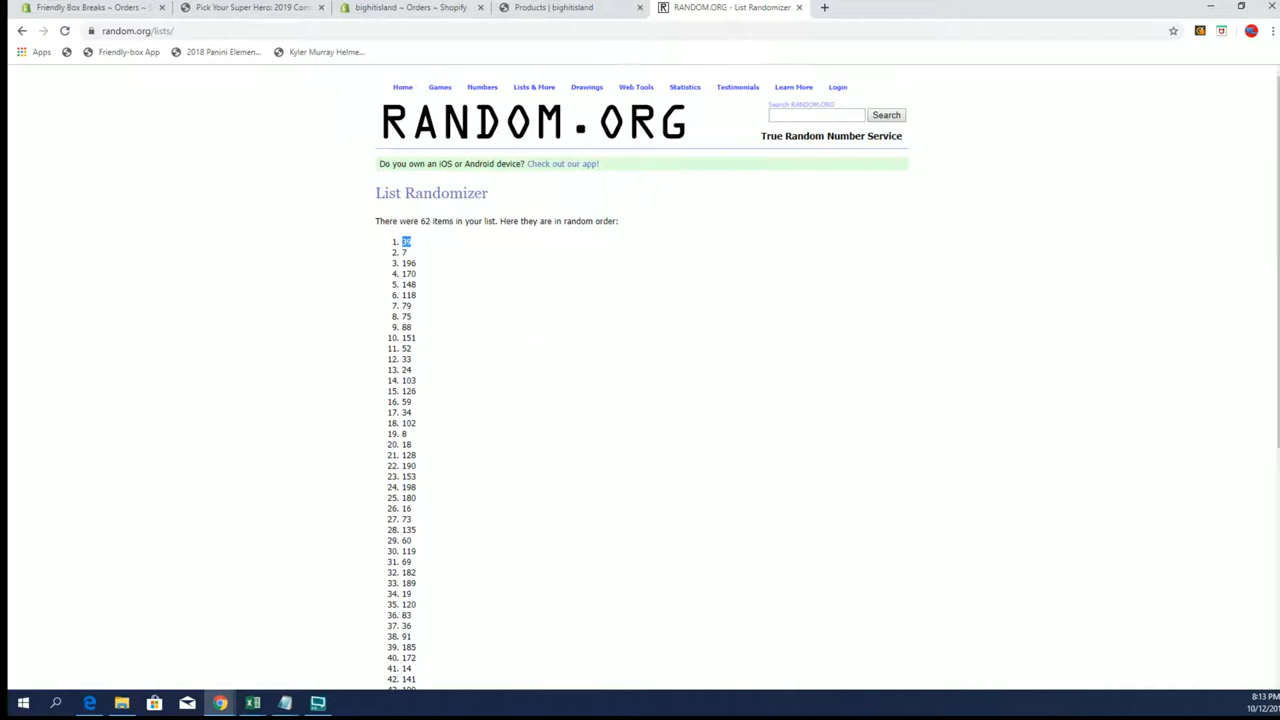 Friendly Box Breaks ~ Orders ~ S
Pick Your Super Hero: 2019 Com
bighitisland ~ Orders ~ Shopify
Products | bighitisland
RANDOM.ORG - List Randomizer
random.org/lists/
Apps
Friendly-box App
2018 Panini Elemen...
Kyler Murray Helme...
Home Games Numbers Lists & More Drawings Web Tools Statistics Testimonials Learn More Login
RANDOM.ORG
Search RANDOM.ORG
Search
True Random Number Service
Do you own an iOS or Android device? Check out our app!
List Randomizer
There were 62 items in your list. Here they are in random order:
1. 39
2. 7
3. 196
4. 170
5. 148
6. 118
7. 79
8. 75
9. 88
10. 151
11. 52
12. 33
13. 24
14. 103
15. 126
16. 59
17. 34
18. 102
19. 8
20. 18
21. 128
22. 190
23. 153
24. 198
25. 180
26. 16
27. 73
28. 135
29. 60
30. 119
31. 69
32. 182
33. 189
34. 19
35. 120
36. 83
37. 36
38. 91
39. 185
40. 172
41. 14
42. 141
8:13 PM
10/12/20